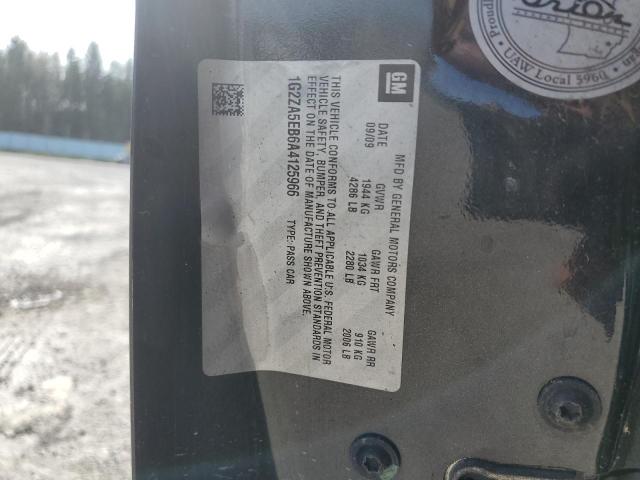 GM
MFD BY GENERAL MOTORS COMPANY
DATE GVWR GAWR FRT GAWR RR
09/09 1944 KG 1034 KG 910 KG
4286 LB 2280 LB 2006 LB
THIS VEHICLE CONFORMS TO ALL APPLICABLE U.S. FEDERAL MOTOR
VEHICLE SAFETY, BUMPER, AND THEFT PREVENTION STANDARDS IN
EFFECT ON THE DATE OF MANUFACTURE SHOWN ABOVE.
1G2ZA5EB6A4125966 TYPE: PASS CAR
Orion
UAW Local 5960